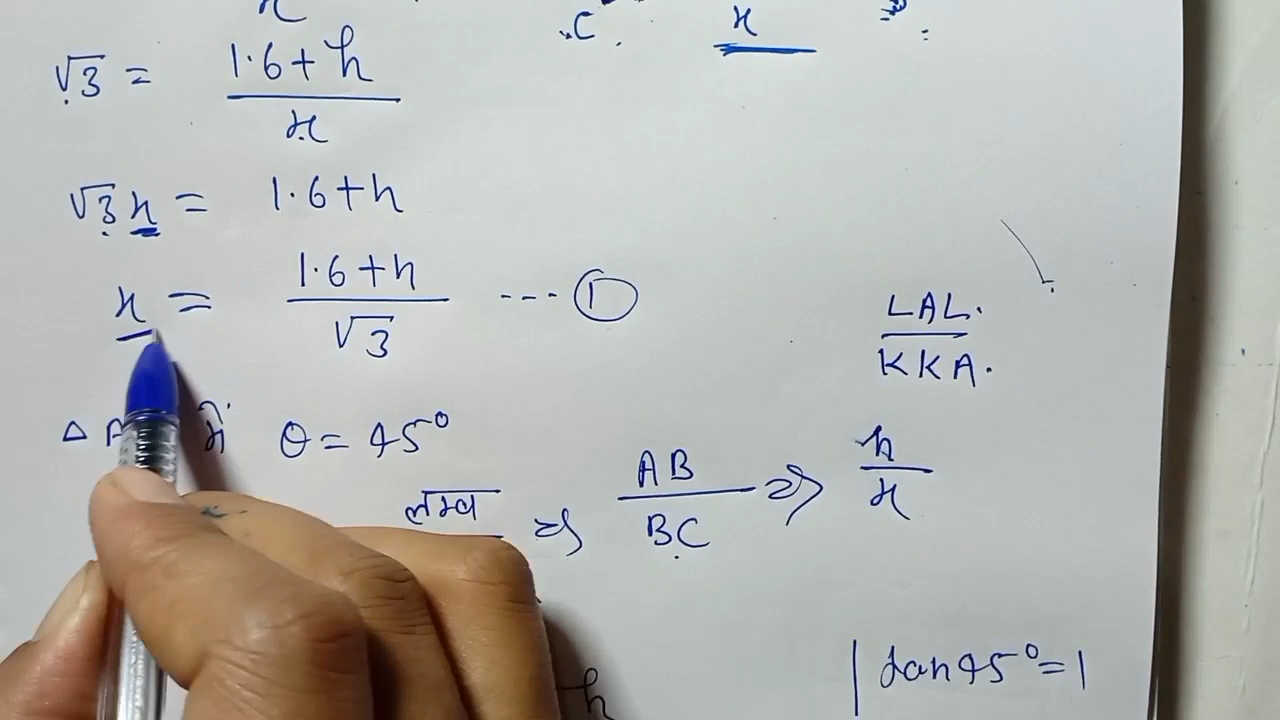 x
C x
√3 = 1.6+h / x
√3 x = 1.6+h
x = 1.6+h / √3 --- 1
LAL.
KKA.
△ A में θ = 45°
लम्ब ⇒ AB / BC ⇒ h / x
h
tan45° = 1